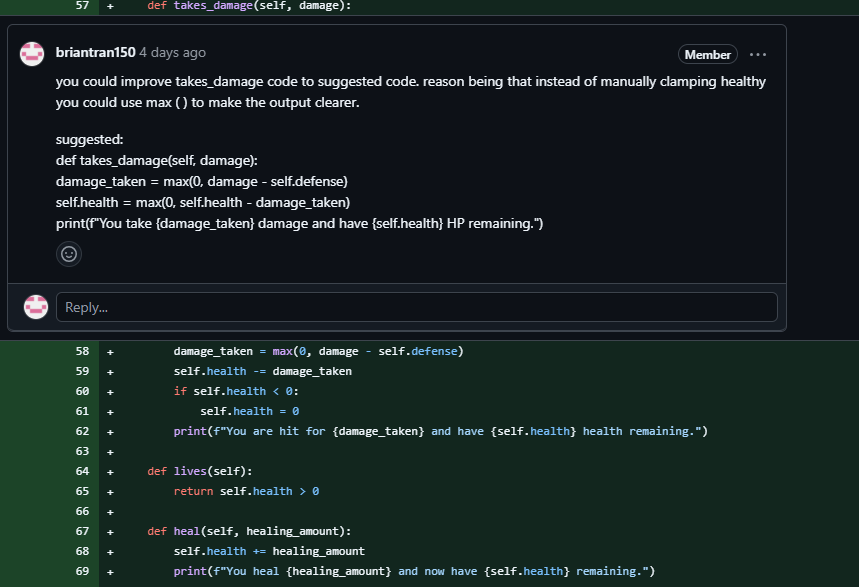 57 + def takes_damage(self, damage):
briantran150 4 days ago Member ...
you could improve takes_damage code to suggested code. reason being that instead of manually clamping healthy
you could use max ( ) to make the output clearer.
suggested:
def takes_damage(self, damage):
damage_taken = max(0, damage - self.defense)
self.health = max(0, self.health - damage_taken)
print(f"You take {damage_taken} damage and have {self.health} HP remaining.")
Reply...
58 + damage_taken = max(0, damage - self.defense)
59 + self.health -= damage_taken
60 + if self.health < 0:
61 + self.health = 0
62 + print(f"You are hit for {damage_taken} and have {self.health} health remaining.")
63 +
64 + def lives(self):
65 + return self.health > 0
66 +
67 + def heal(self, healing_amount):
68 + self.health += healing_amount
69 + print(f"You heal {healing_amount} and now have {self.health} remaining.")